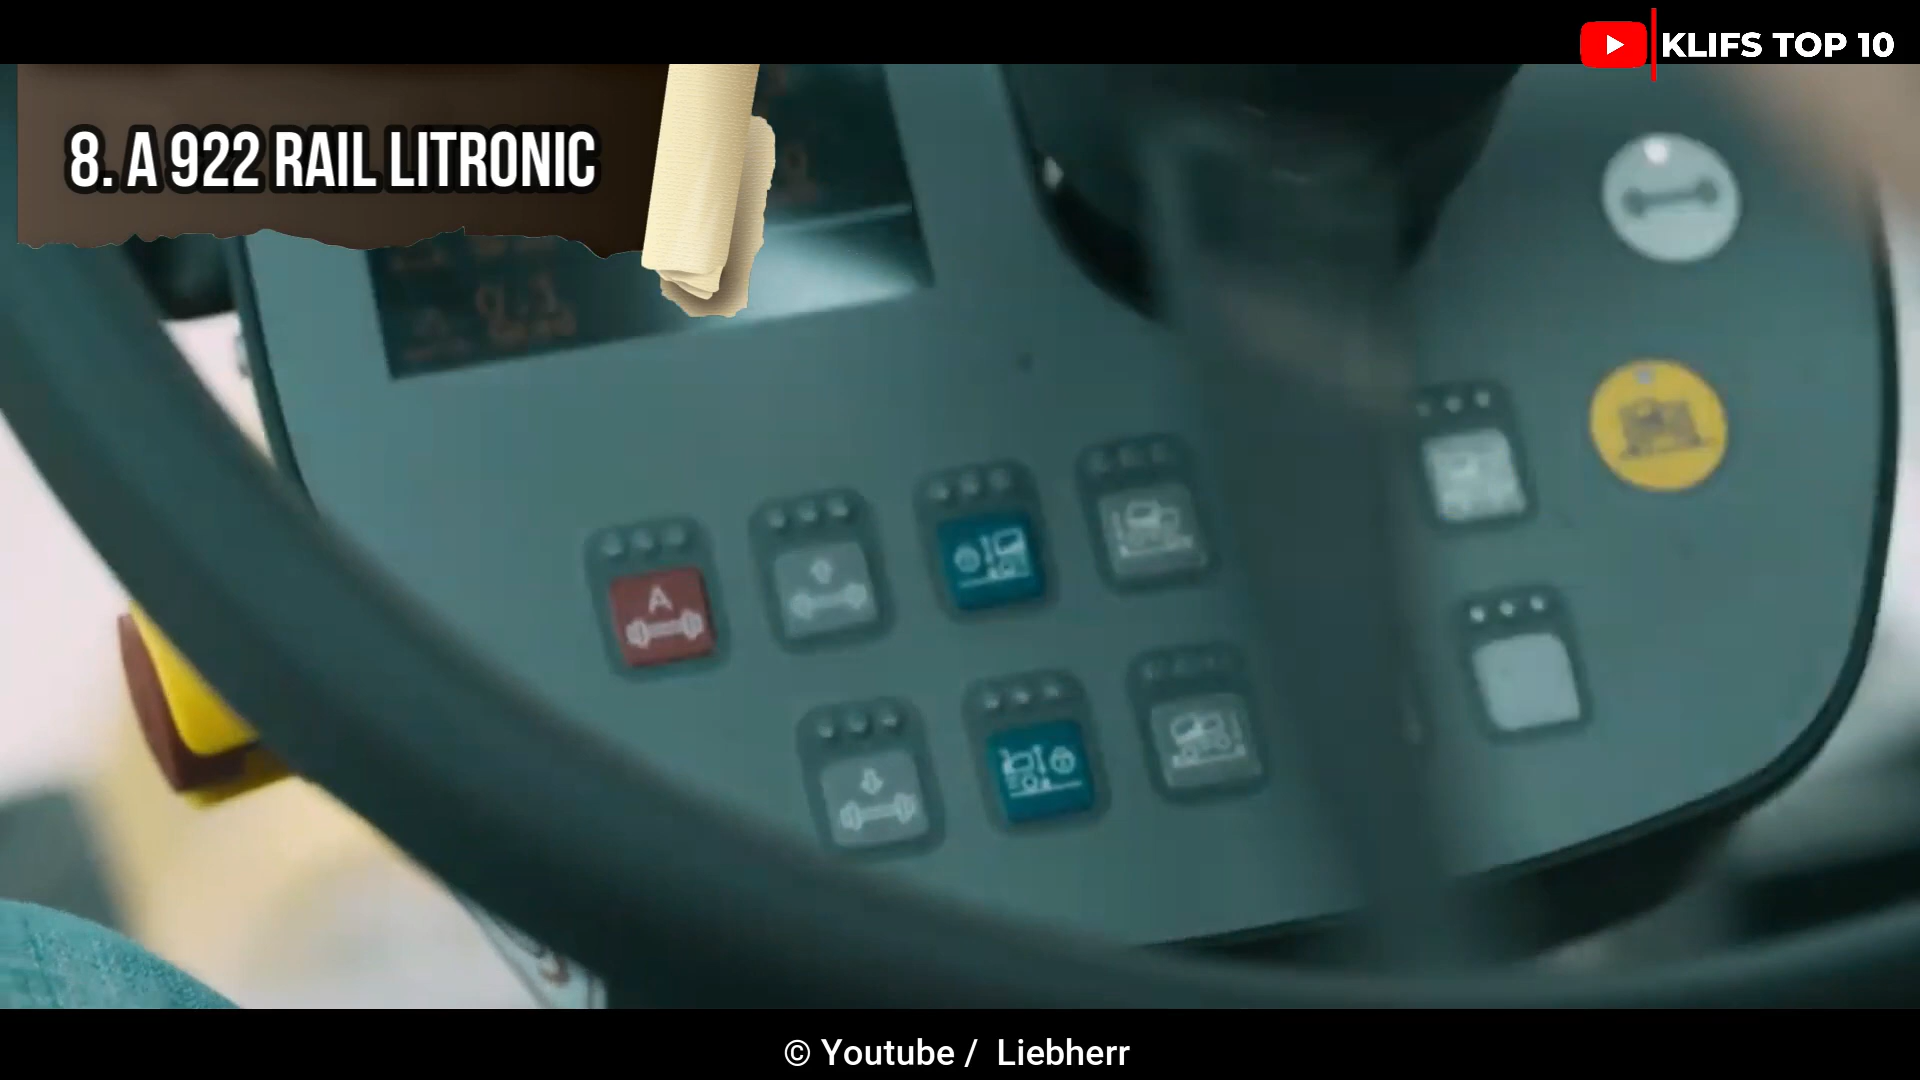 KLIFS TOP 10
8. A 922 RAIL LITRONIC
A
© Youtube / Liebherr